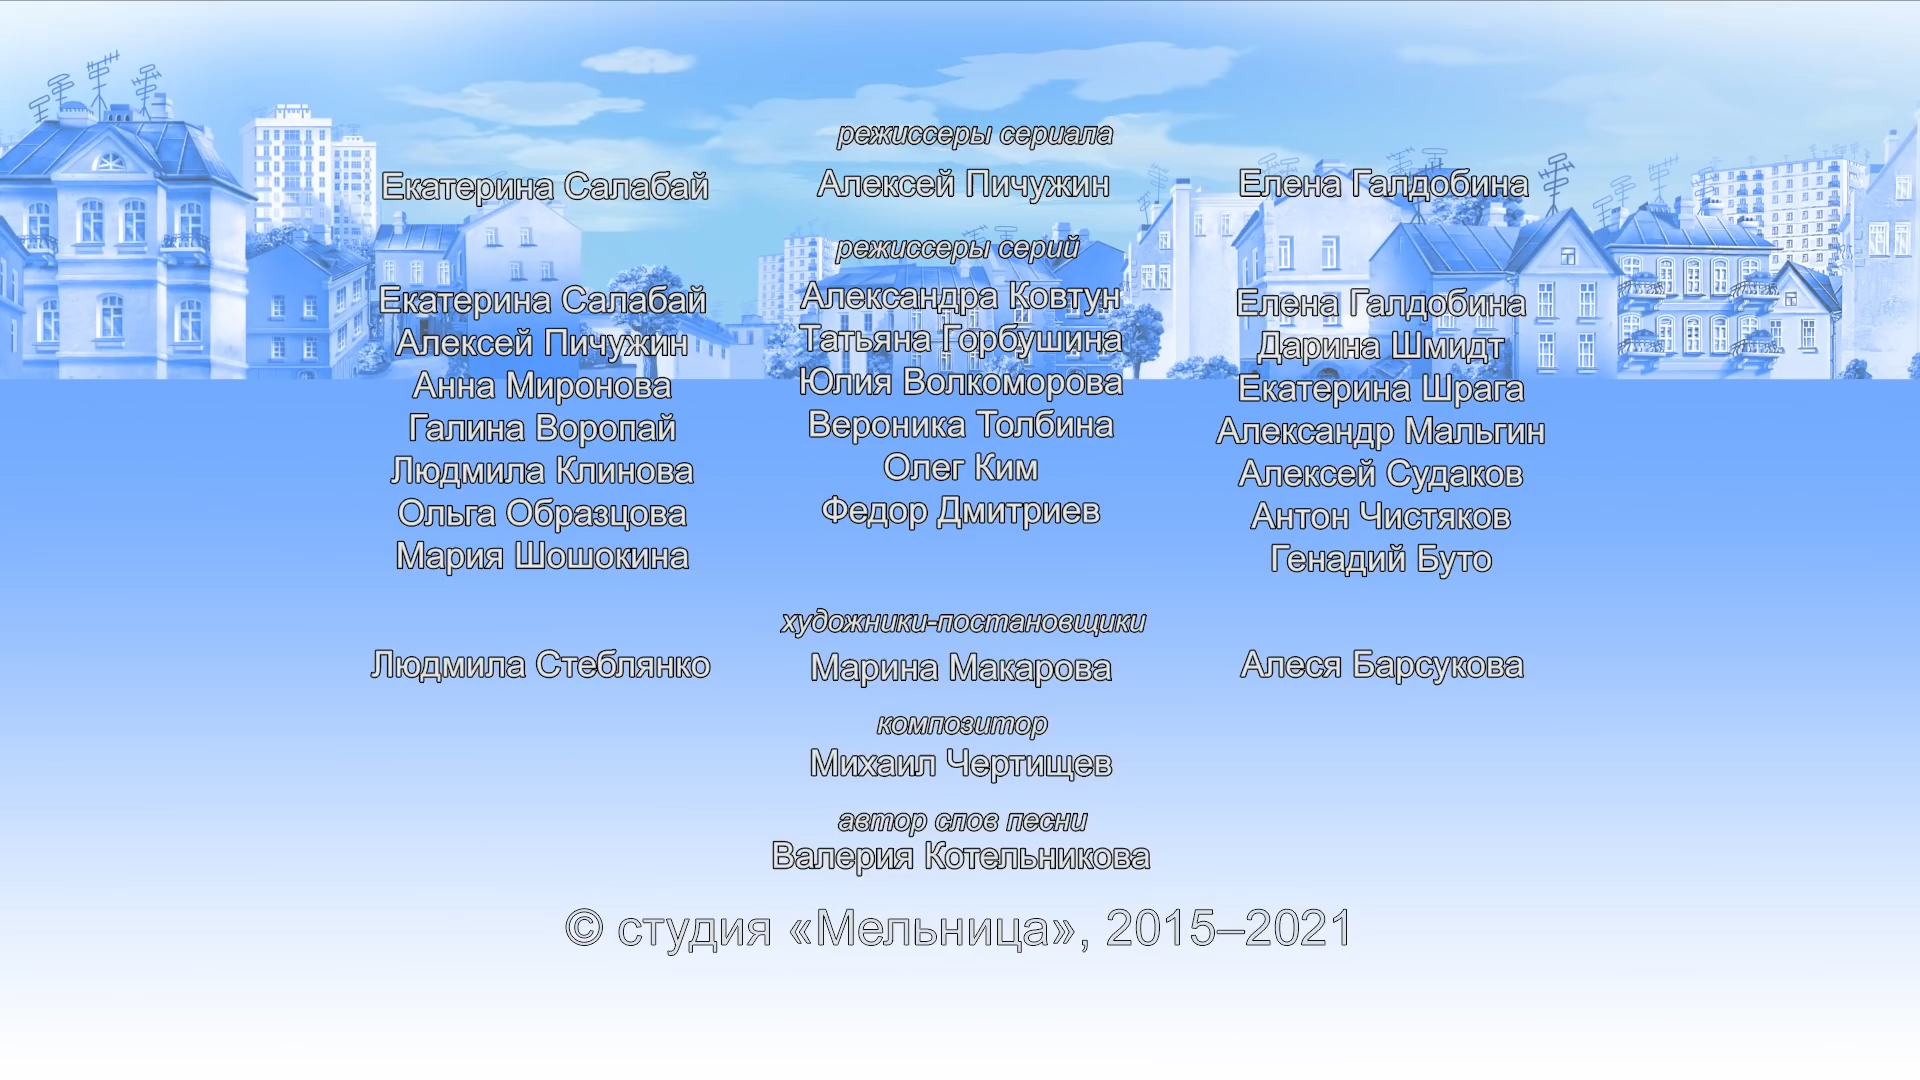 режиссеры сериала
Екатерина Салабай Алексей Пичужин Елена Галдобина
режиссеры серий
Екатерина Салабай Александра Ковтун Елена Галдобина
Алексей Пичужин Татьяна Горбушина Дарина Шмидт
Анна Миронова Юлия Волкоморова Екатерина Шрага
Галина Воропай Вероника Толбина Александр Мальгин
Людмила Клинова Олег Ким Алексей Судаков
Ольга Образцова Федор Дмитриев Антон Чистяков
Мария Шошокина Генадий Буто
художники-постановщики
Людмила Стеблянко Марина Макарова Алеся Барсукова
композитор
Михаил Чертищев
автор слов песни
Валерия Котельникова
© студия «Мельница», 2015–2021